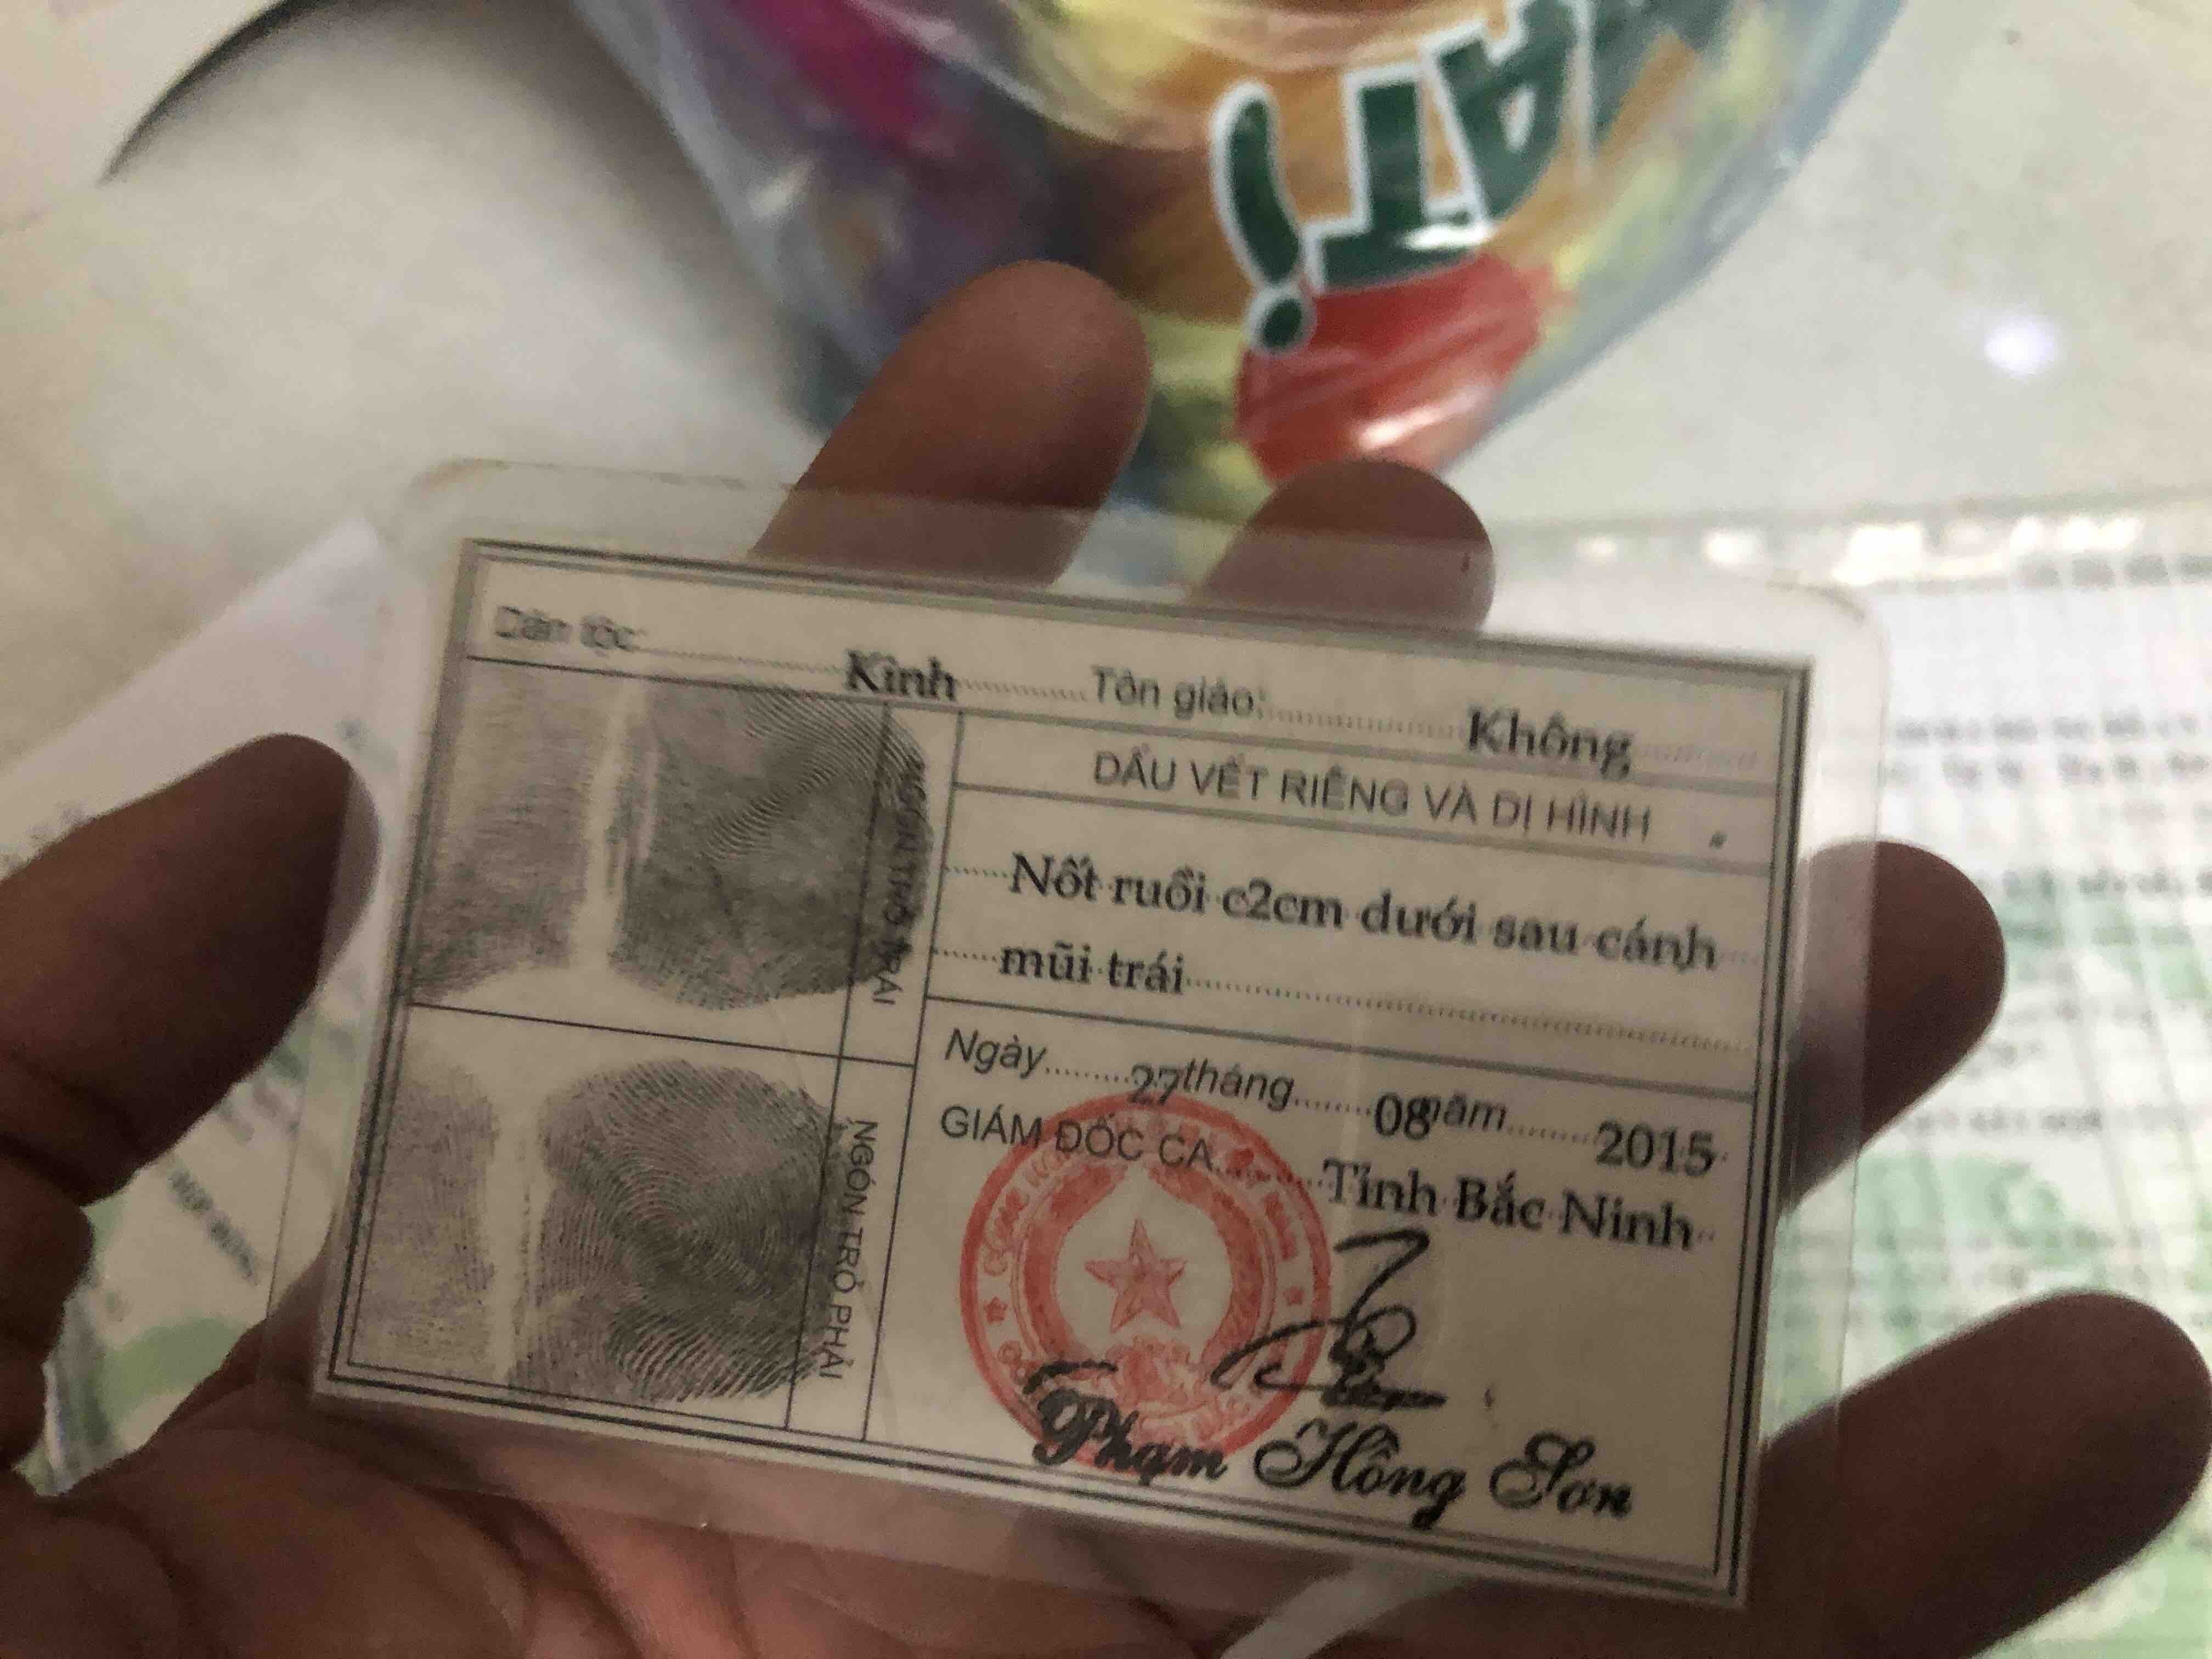 Dân tộc: Kinh Tôn giáo: Không
DẤU VẾT RIÊNG VÀ DỊ HÌNH
Nốt ruồi c2cm dưới sau cánh
mũi trái
NGÓN TRỎ TRÁI
NGÓN TRỎ PHẢI
Ngày 27 tháng 08 năm 2015
GIÁM ĐỐC CA Tỉnh Bắc Ninh
Phạm Hồng Sơn